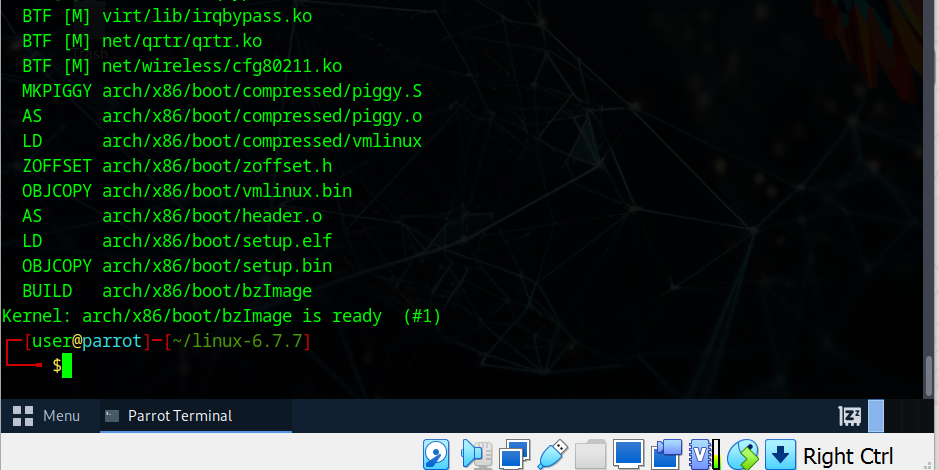 BTF [M] virt/lib/irqbypass.ko
BTF [M] net/qrtr/qrtr.ko
BTF [M] net/wireless/cfg80211.ko
MKPIGGY arch/x86/boot/compressed/piggy.S
AS arch/x86/boot/compressed/piggy.o
LD arch/x86/boot/compressed/vmlinux
ZOFFSET arch/x86/boot/zoffset.h
OBJCOPY arch/x86/boot/vmlinux.bin
AS arch/x86/boot/header.o
LD arch/x86/boot/setup.elf
OBJCOPY arch/x86/boot/setup.bin
BUILD arch/x86/boot/bzImage
Kernel: arch/x86/boot/bzImage is ready (#1)
┌─[user@parrot]─[~/linux-6.7.7]
└──╼ $
Menu Parrot Terminal
Right Ctrl